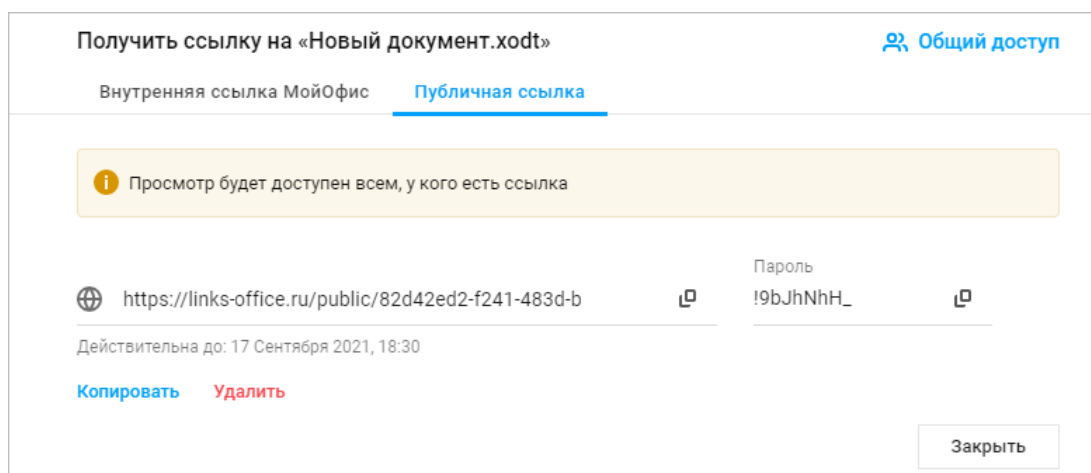 Получить ссылку на «Новый документ.xodt»
Общий доступ
Внутренняя ссылка МойОфис
Публичная ссылка
Просмотр будет доступен всем, у кого есть ссылка
Пароль
https://links-office.ru/public/82d42ed2-f241-483d-b
!9bJhNhH_
Действительна до: 17 Сентября 2021, 18:30
Копировать
Удалить
Закрыть